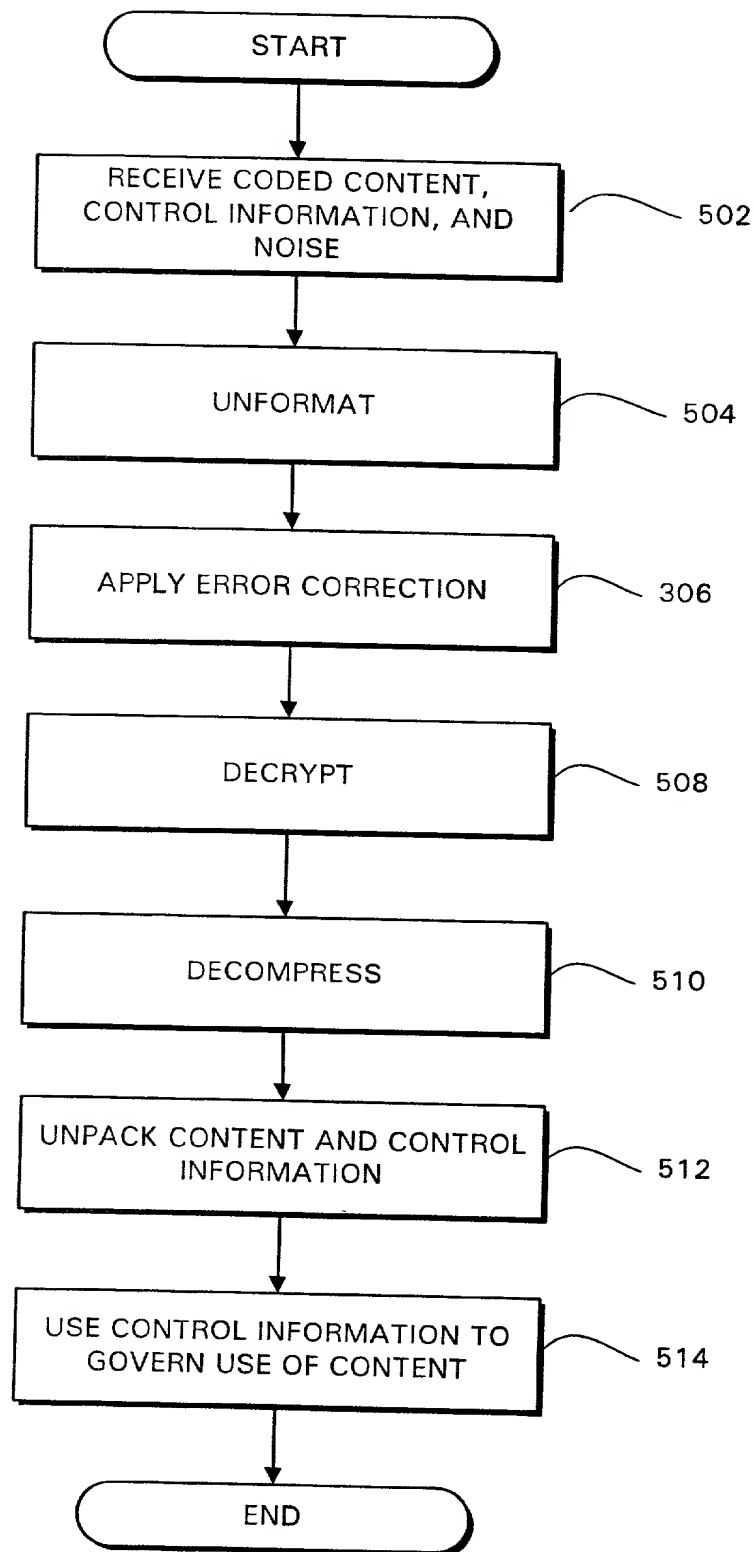 START
RECEIVE CODED CONTENT,
CONTROL INFORMATION, AND
NOISE
502
UNFORMAT
504
APPLY ERROR CORRECTION
306
DECRYPT
508
DECOMPRESS
510
UNPACK CONTENT AND CONTROL
INFORMATION
512
USE CONTROL INFORMATION TO
GOVERN USE OF CONTENT
514
END